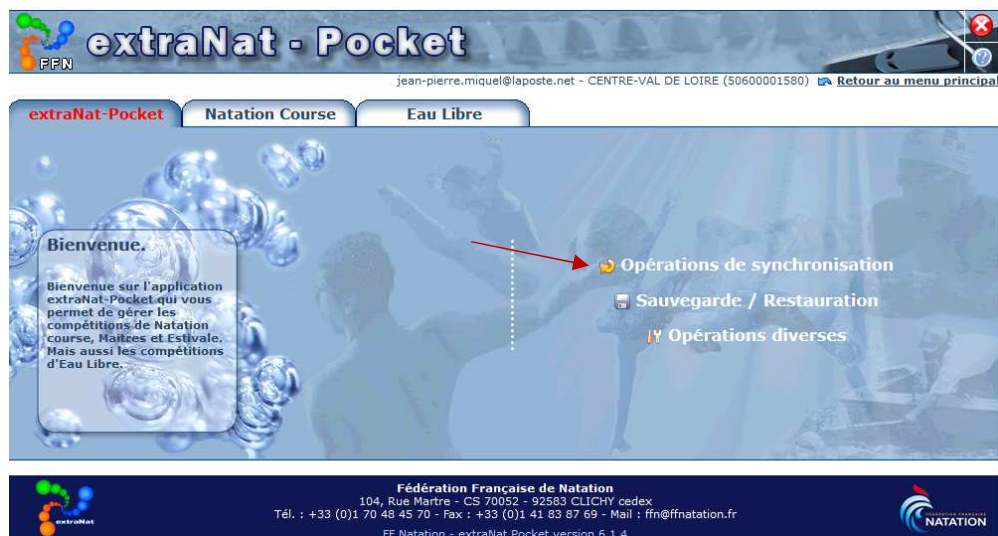 FFN
extraNat - Pocket
jean-pierre.miquel@laposte.net - CENTRE-VAL DE LOIRE (50600001580) Retour au menu principal
extraNat-Pocket Natation Course Eau Libre
Bienvenue.
Bienvenue sur l'application
extraNat-Pocket qui vous
permet de gérer les
compétitions de Natation
course, Maitres et Estivale.
Mais aussi les compétitions
d'Eau Libre.
Opérations de synchronisation
Sauvegarde / Restauration
Opérations diverses
extraNat
Fédération Française de Natation
104, Rue Martre - CS 70052 - 92583 CLICHY cedex
Tél. : +33 (0)1 70 48 45 70 - Fax : +33 (0)1 41 83 87 69 - Mail : ffn@ffnatation.fr
FF Natation - extraNat Pocket version 6.1.4
FÉDÉRATION FRANÇAISE
NATATION